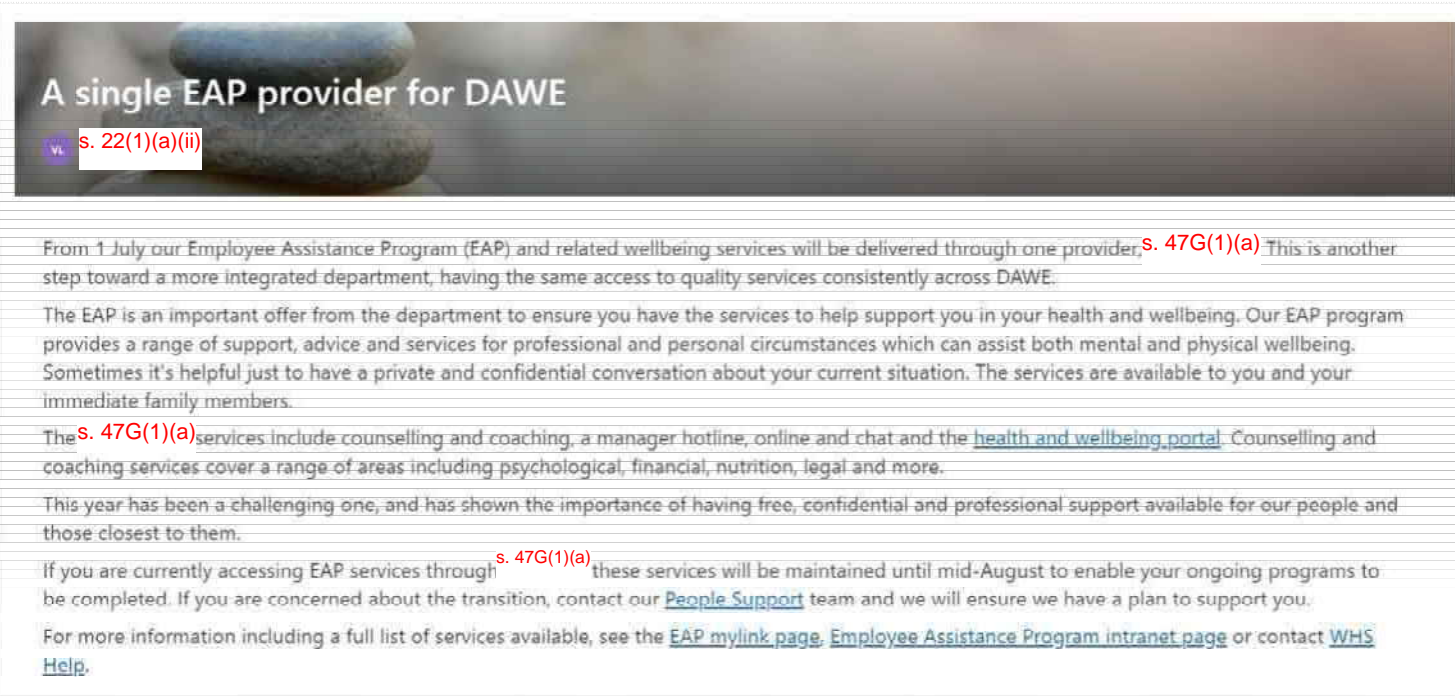 A single EAP provider for DAWE
VL s. 22(1)(a)(ii)
From 1 July our Employee Assistance Program (EAP) and related wellbeing services will be delivered through one provider, s. 47G(1)(a) This is another
step toward a more integrated department, having the same access to quality services consistently across DAWE.
The EAP is an important offer from the department to ensure you have the services to help support you in your health and wellbeing. Our EAP program
provides a range of support, advice and services for professional and personal circumstances which can assist both mental and physical wellbeing.
Sometimes it's helpful just to have a private and confidential conversation about your current situation. The services are available to you and your
immediate family members.
The s. 47G(1)(a) services include counselling and coaching, a manager hotline, online and chat and the health and wellbeing portal. Counselling and
coaching services cover a range of areas including psychological, financial, nutrition, legal and more.
This year has been a challenging one, and has shown the importance of having free, confidential and professional support available for our people and
those closest to them.
If you are currently accessing EAP services through s. 47G(1)(a) these services will be maintained until mid-August to enable your ongoing programs to
be completed. If you are concerned about the transition, contact our People Support team and we will ensure we have a plan to support you.
For more information including a full list of services available, see the EAP mylink page, Employee Assistance Program intranet page or contact WHS
Help.